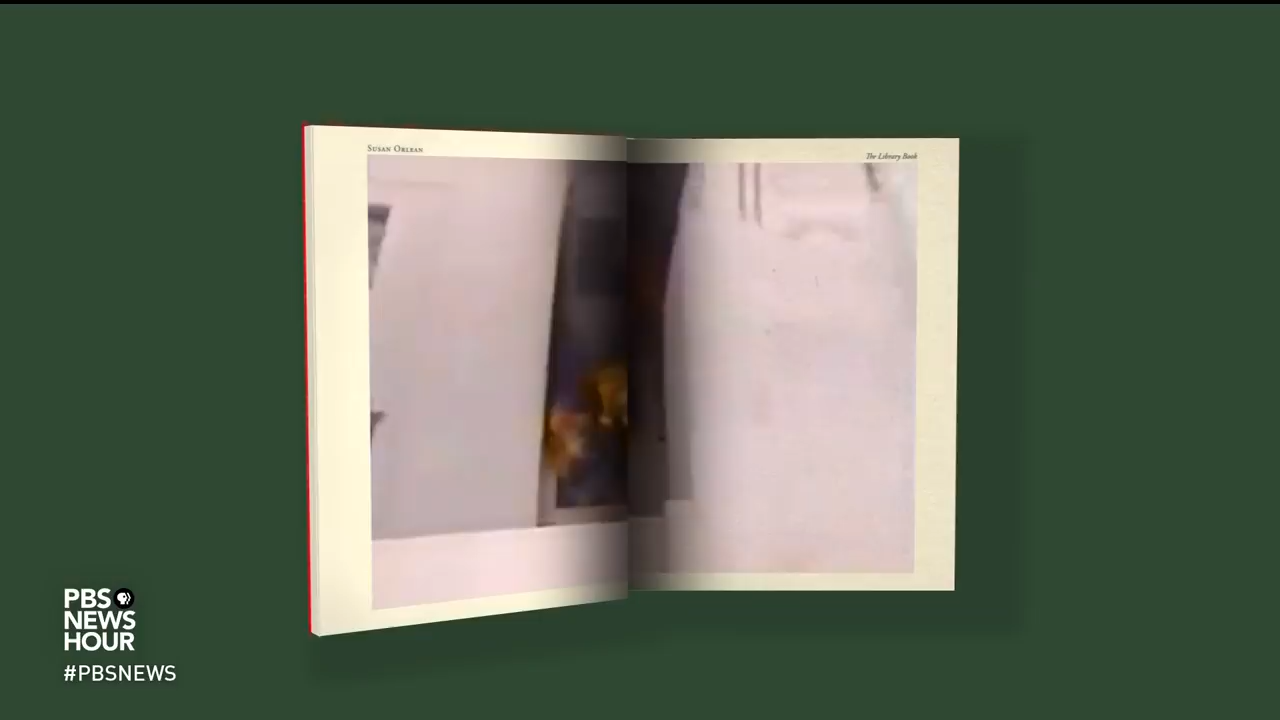 Susan Orlean
The Library Book
PBS
NEWS
HOUR
#PBSNEWS